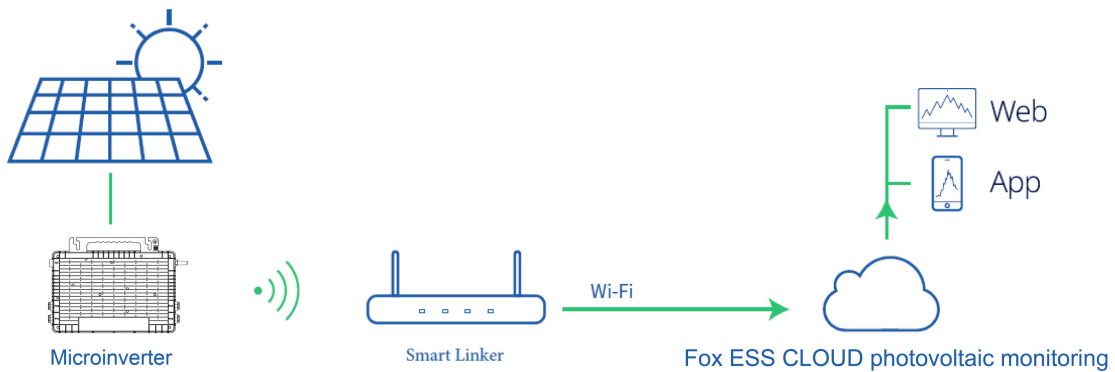 Web
App
Wi-Fi
Microinverter
Smart Linker
Fox ESS CLOUD photovoltaic monitoring